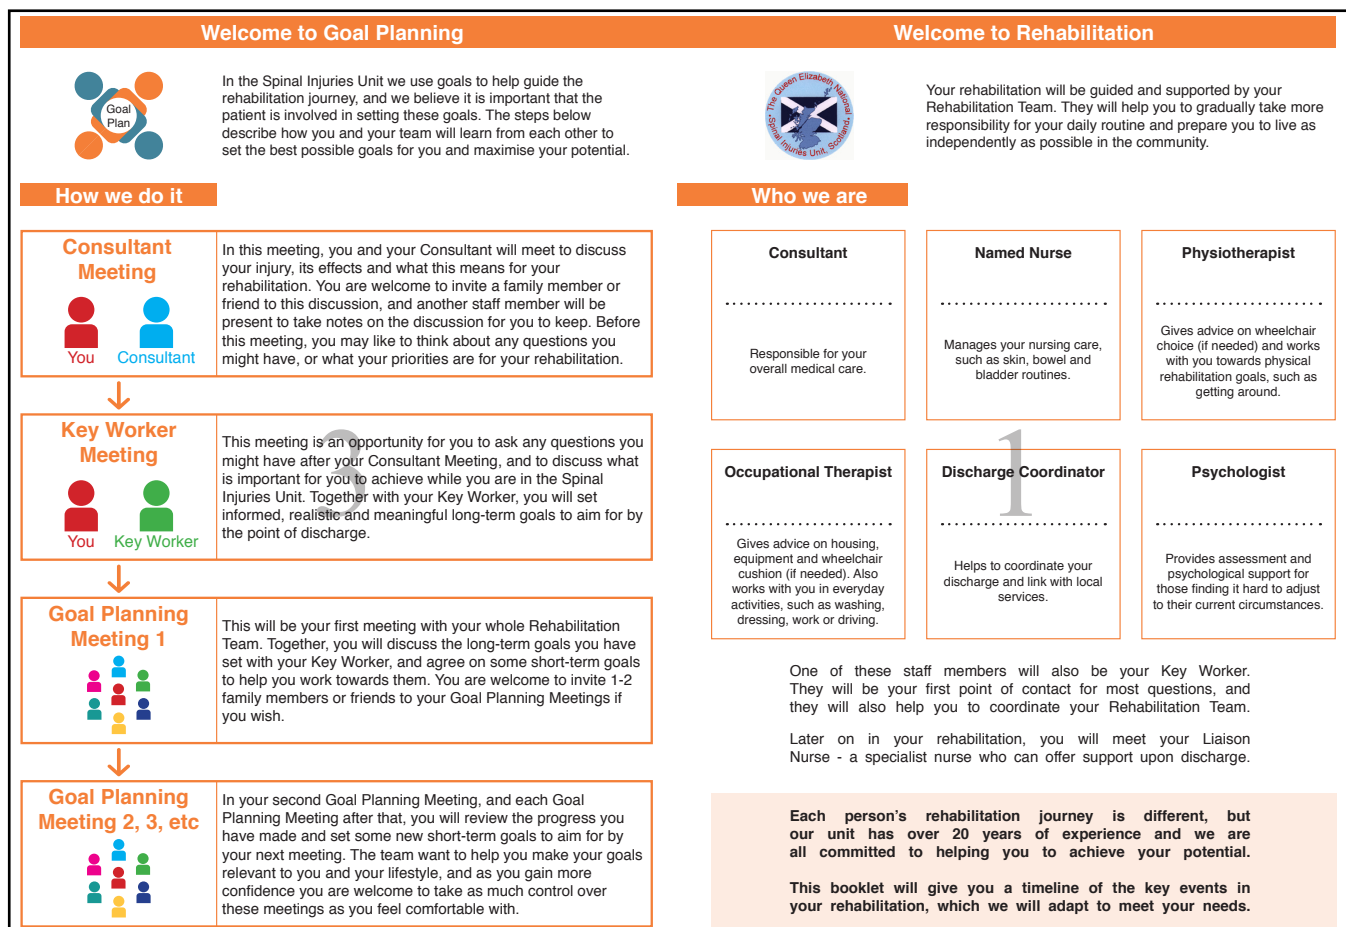 Welcome to Goal Planning
Goal
Plan
In the Spinal Injuries Unit we use goals to help guide the
rehabilitation journey, and we believe it is important that the
patient is involved in setting these goals. The steps below
describe how you and your team will learn from each other to
set the best possible goals for you and maximise your potential.
How we do it
Consultant
Meeting
You
Consultant
In this meeting, you and your Consultant will meet to discuss
your injury, its effects and what this means for your
rehabilitation. You are welcome to invite a family member or
friend to this discussion, and another staff member will be
present to take notes on the discussion for you to keep. Before
this meeting, you may like to think about any questions you
might have, or what your priorities are for your rehabilitation.
Key Worker
Meeting
You
Key Worker
This meeting is an opportunity for you to ask any questions you
might have after your Consultant Meeting, and to discuss what
is important for you to achieve while you are in the Spinal
Injuries Unit. Together with your Key Worker, you will set
informed, realistic and meaningful long-term goals to aim for by
the point of discharge.
3
Goal Planning
Meeting 1
This will be your first meeting with your whole Rehabilitation
Team. Together, you will discuss the long-term goals you have
set with your Key Worker, and agree on some short-term goals
to help you work towards them. You are welcome to invite 1-2
family members or friends to your Goal Planning Meetings if
you wish.
Goal Planning
Meeting 2, 3, etc
In your second Goal Planning Meeting, and each Goal
Planning Meeting after that, you will review the progress you
have made and set some new short-term goals to aim for by
your next meeting. The team want to help you make your goals
relevant to you and your lifestyle, and as you gain more
confidence you are welcome to take as much control over
these meetings as you feel comfortable with.
Welcome to Rehabilitation
The Queen Elizabeth National
Spinal Injuries Unit, Scotland
Your rehabilitation will be guided and supported by your
Rehabilitation Team. They will help you to gradually take more
responsibility for your daily routine and prepare you to live as
independently as possible in the community.
Who we are
Consultant
........................
Responsible for your
overall medical care.
Named Nurse
........................
Manages your nursing care,
such as skin, bowel and
bladder routines.
Physiotherapist
........................
Gives advice on wheelchair
choice (if needed) and works
with you towards physical
rehabilitation goals, such as
getting around.
Occupational Therapist
........................
Gives advice on housing,
equipment and wheelchair
cushion (if needed). Also
works with you in everyday
activities, such as washing,
dressing, work or driving.
Discharge Coordinator
........................
Helps to coordinate your
discharge and link with local
services.
1
Psychologist
........................
Provides assessment and
psychological support for
those finding it hard to adjust
to their current circumstances.
One of these staff members will also be your Key Worker.
They will be your first point of contact for most questions, and
they will also help you to coordinate your Rehabilitation Team.
Later on in your rehabilitation, you will meet your Liaison
Nurse - a specialist nurse who can offer support upon discharge.
Each person's rehabilitation journey is different, but
our unit has over 20 years of experience and we are
all committed to helping you to achieve your potential.
This booklet will give you a timeline of the key events in
your rehabilitation, which we will adapt to meet your needs.